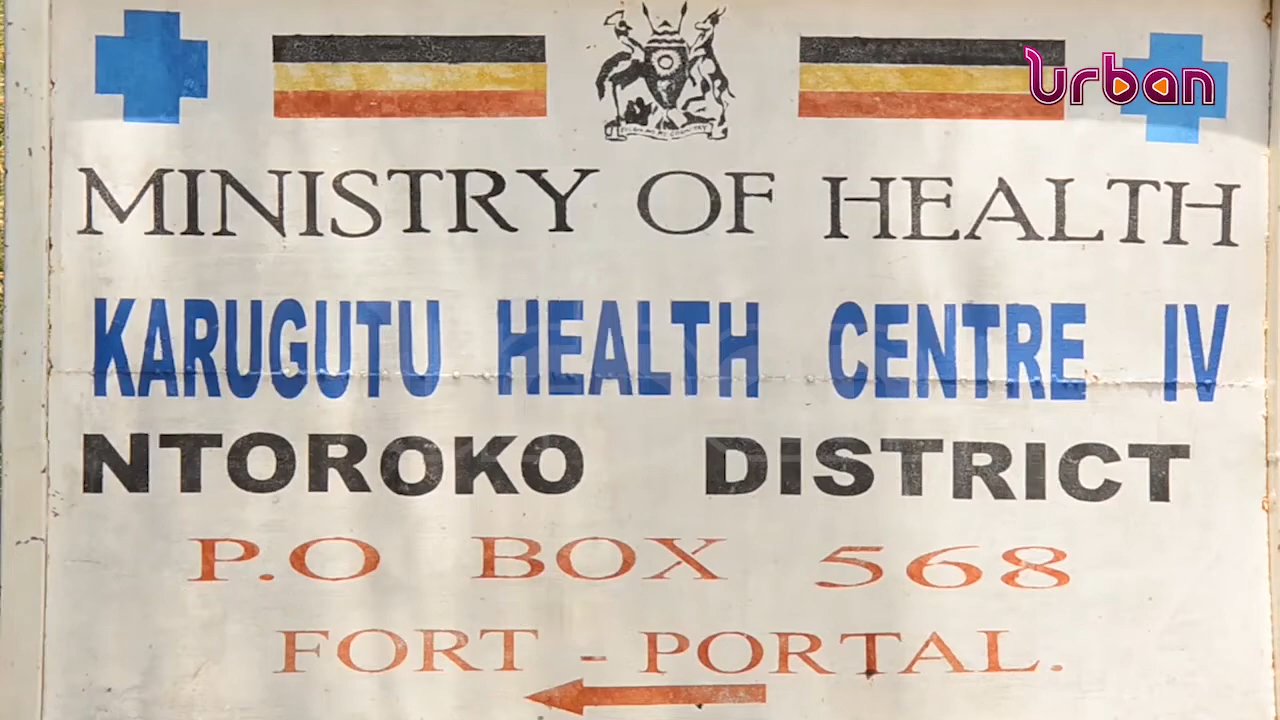 Urban
MINISTRY OF HEALTH
KARUGUTU HEALTH CENTRE IV
NTOROKO DISTRICT
P.O BOX 568
FORT - PORTAL.